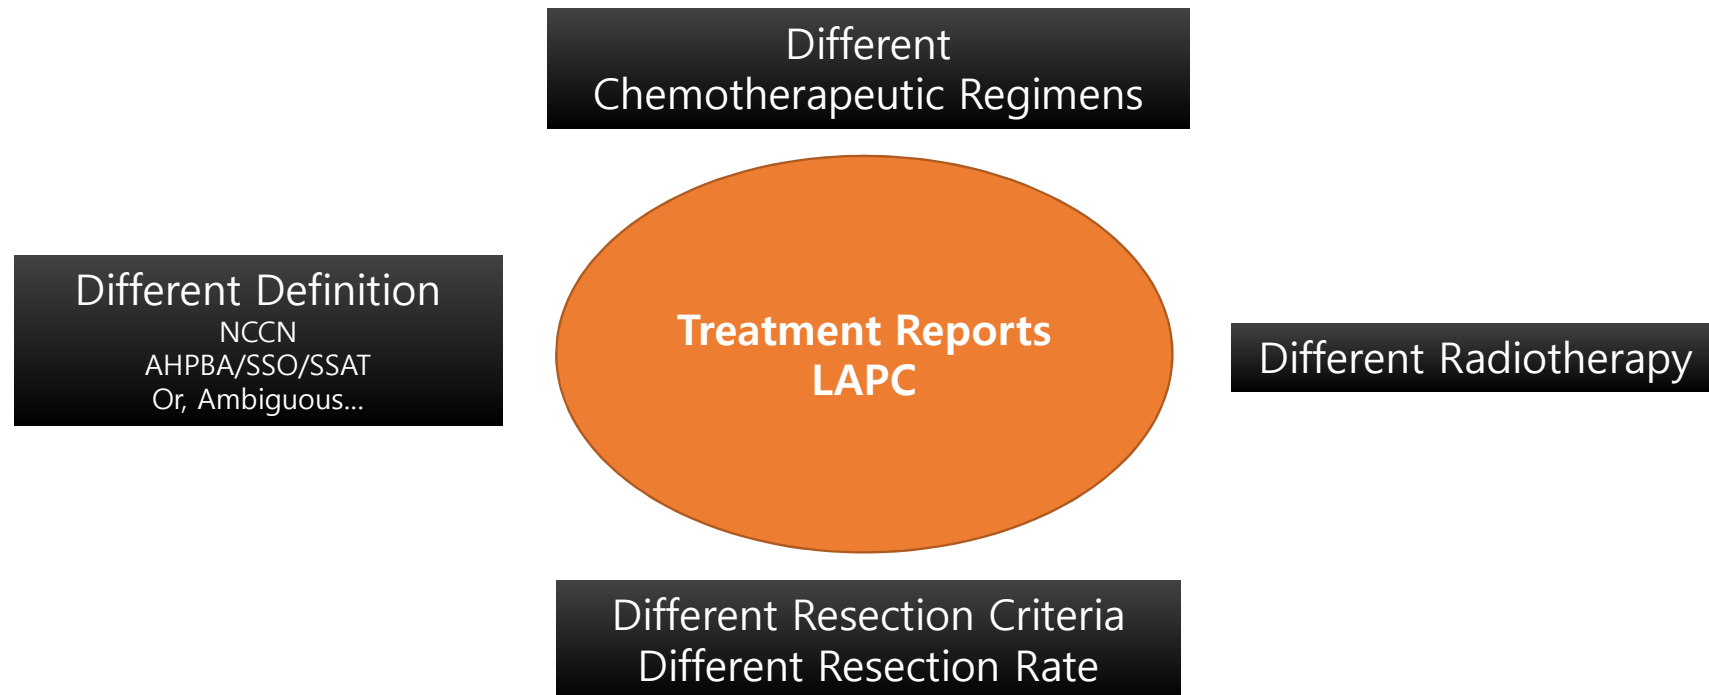 Different
Chemotherapeutic Regimens
Different Definition
NCCN
AHPBA/SSO/SSAT
Or, Ambiguous...
Treatment Reports
LAPC
Different Radiotherapy
Different Resection Criteria
Different Resection Rate